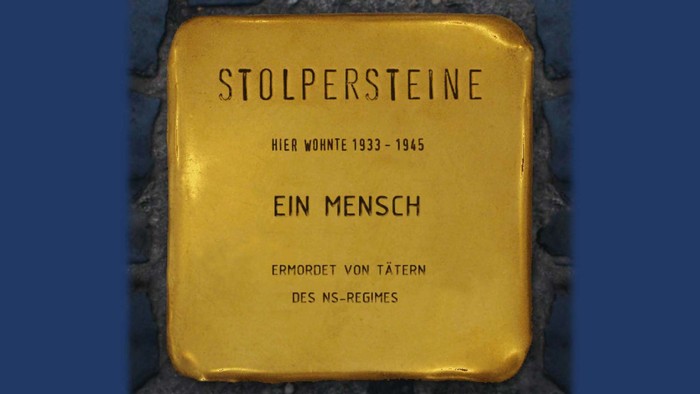 STOLPERSTEINE
HIER WOHNTE 1933 - 1945
EIN MENSCH
ERMORDET VON TÄTERN
DES NS-REGIMES